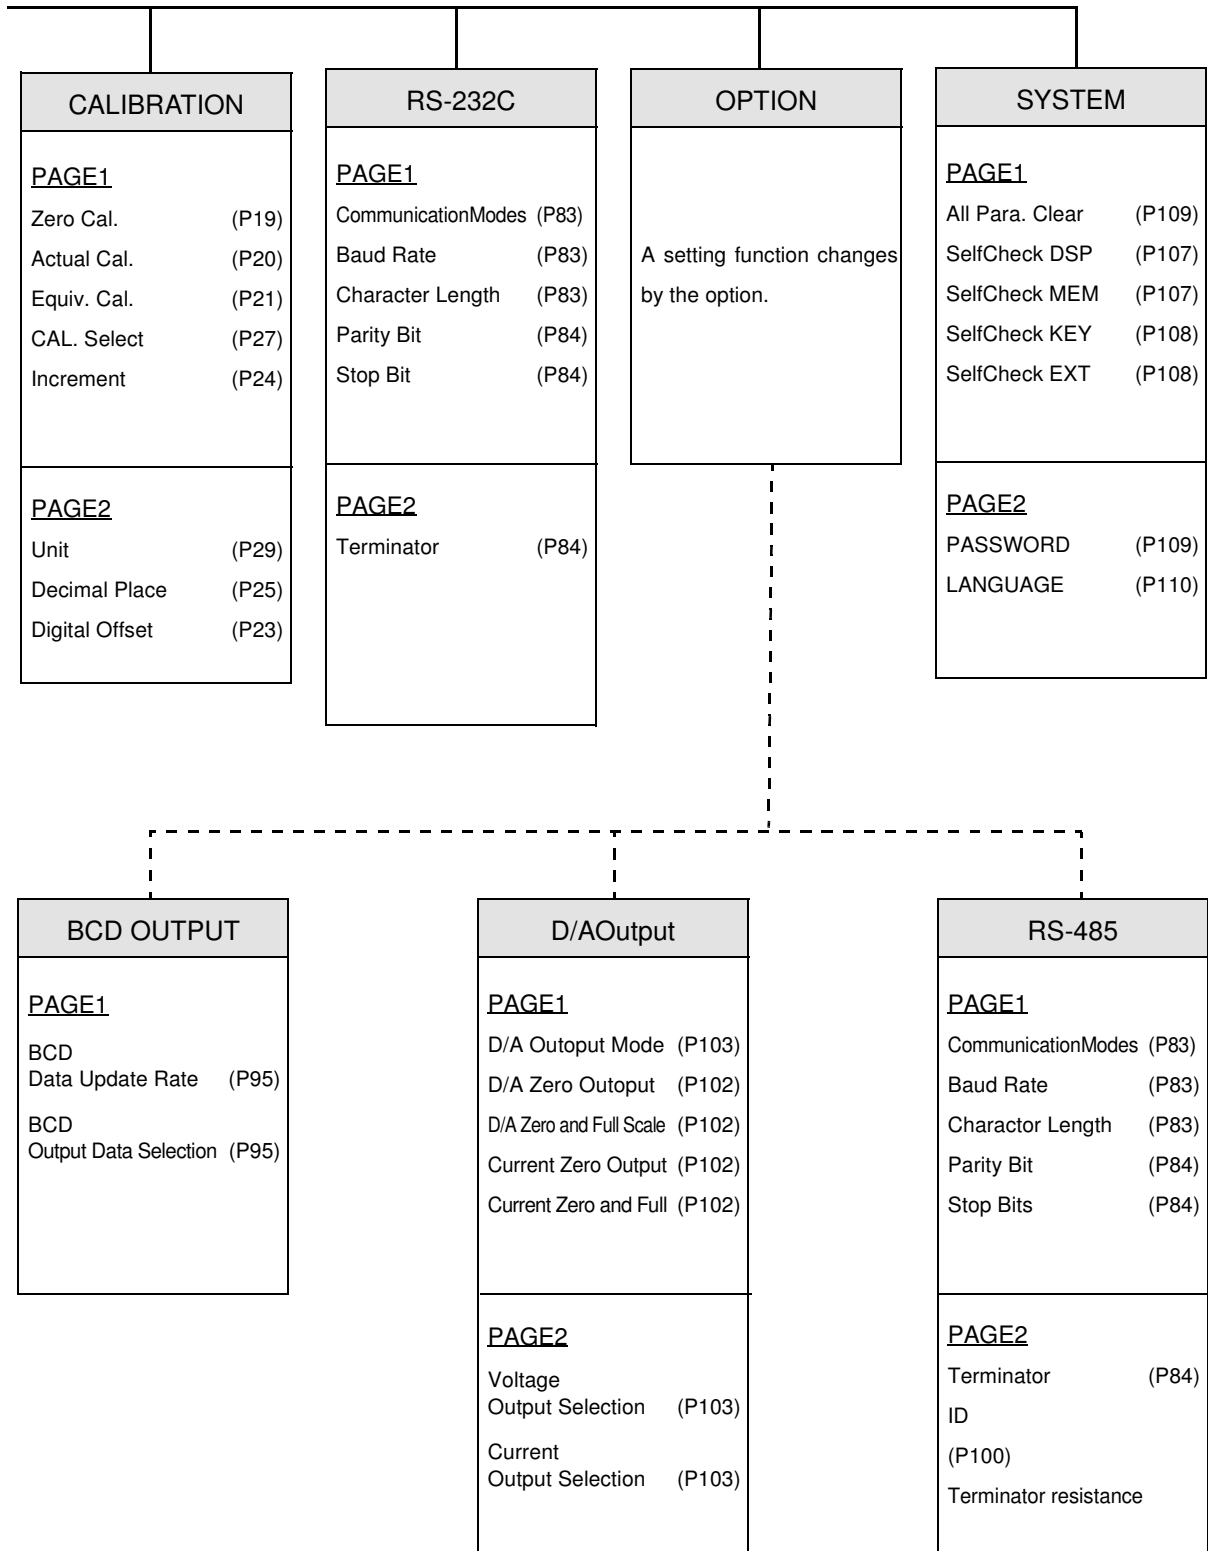 CALIBRATION
PAGE1
Zero Cal. (P19)
Actual Cal. (P20)
Equiv. Cal. (P21)
CAL. Select (P27)
Increment (P24)
PAGE2
Unit (P29)
Decimal Place (P25)
Digital Offset (P23)
RS-232C
PAGE1
CommunicationModes (P83)
Baud Rate (P83)
Character Length (P83)
Parity Bit (P84)
Stop Bit (P84)
PAGE2
Terminator (P84)
OPTION
A setting function changes
by the option.
SYSTEM
PAGE1
All Para. Clear (P109)
SelfCheck DSP (P107)
SelfCheck MEM (P107)
SelfCheck KEY (P108)
SelfCheck EXT (P108)
PAGE2
PASSWORD (P109)
LANGUAGE (P110)
BCD OUTPUT
PAGE1
BCD
Data Update Rate (P95)
BCD
Output Data Selection (P95)
D/AOutput
PAGE1
D/A Outoput Mode (P103)
D/A Zero Outoput (P102)
D/A Zero and Full Scale (P102)
Current Zero Output (P102)
Current Zero and Full (P102)
PAGE2
Voltage
Output Selection (P103)
Current
Output Selection (P103)
RS-485
PAGE1
CommunicationModes (P83)
Baud Rate (P83)
Charactor Length (P83)
Parity Bit (P84)
Stop Bits (P84)
PAGE2
Terminator (P84)
ID
(P100)
Terminator resistance